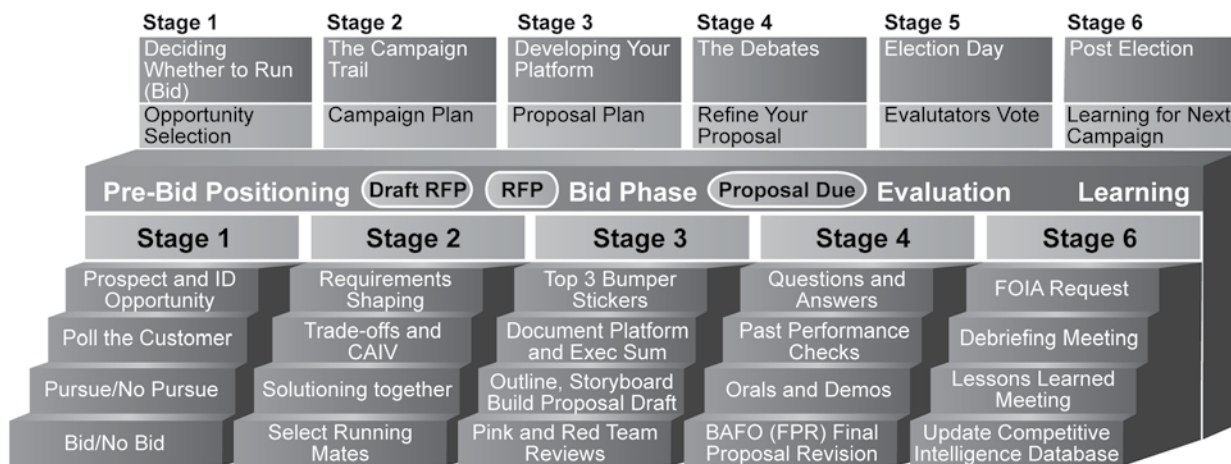 Stage 1
Stage 2
Stage 3
Stage 4
Stage 5
Stage 6
Deciding
Whether to Run
(Bid)
The Campaign
Trail
Developing Your
Platform
The Debates
Election Day
Post Election
Opportunity
Selection
Campaign Plan
Proposal Plan
Refine Your
Proposal
Evalutators Vote
Learning for Next
Campaign
Pre-Bid Positioning
Draft RFP
RFP
Bid Phase
Proposal Due
Evaluation
Learning
Stage 1
Stage 2
Stage 3
Stage 4
Stage 6
Prospect and ID
Opportunity
Poll the Customer
Pursue/No Pursue
Bid/No Bid
Requirements
Shaping
Trade-offs and
CAIV
Solutioning together
Select Running
Mates
Top 3 Bumper
Stickers
Document Platform
and Exec Sum
Outline, Storyboard
Build Proposal Draft
Pink and Red Team
Reviews
Questions and
Answers
Past Performance
Checks
Orals and Demos
BAFO (FPR) Final
Proposal Revision
FOIA Request
Debriefing Meeting
Lessons Learned
Meeting
Update Competitive
Intelligence Database